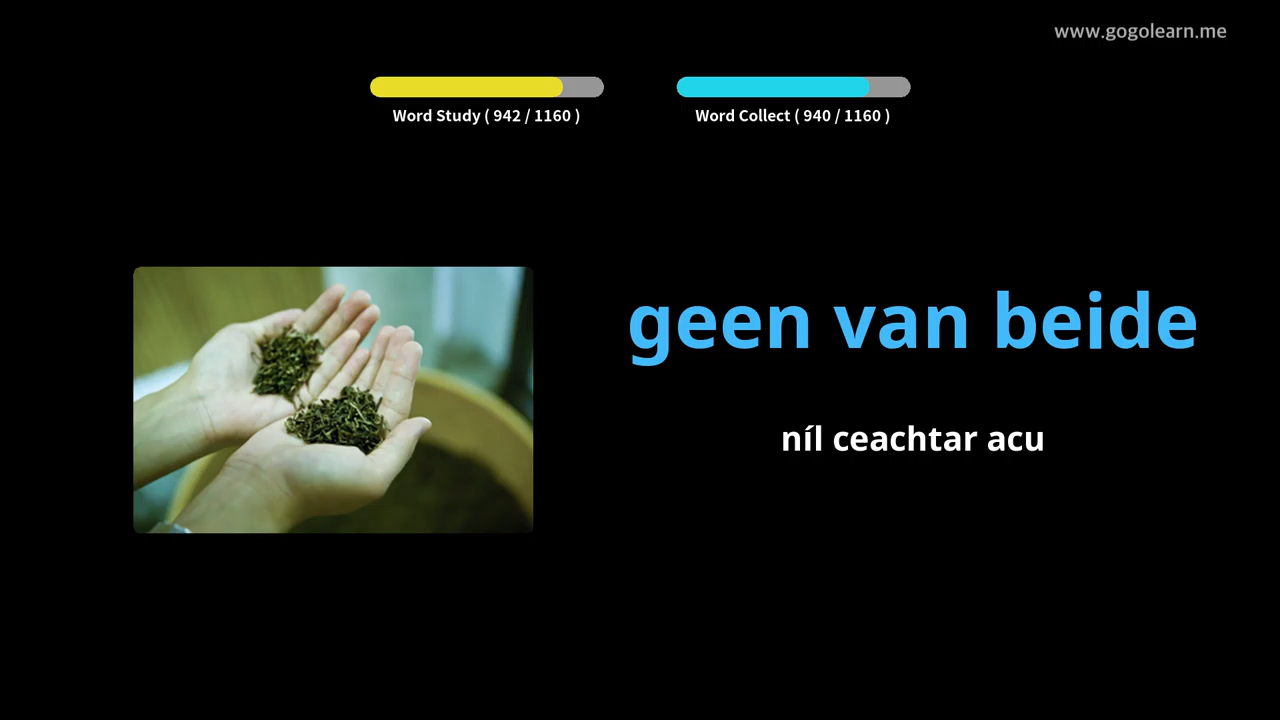 www.gogolearn.me
Word Study ( 942 / 1160 )
Word Collect ( 940 / 1160 )
geen van beide
níl ceachtar acu